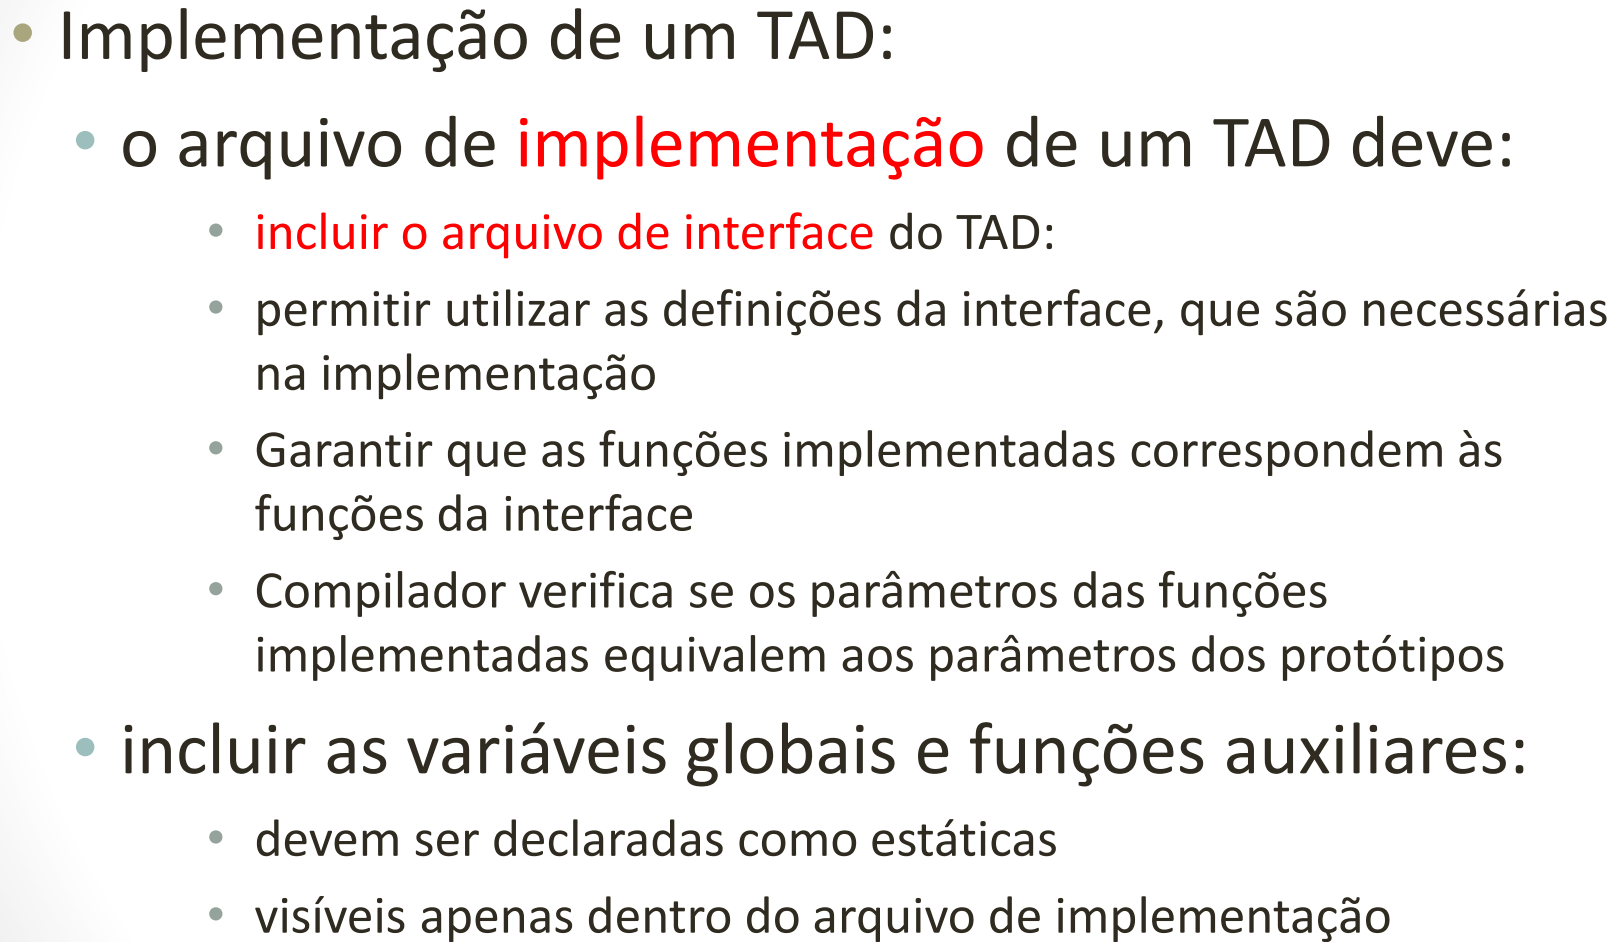 • Implementação de um TAD:
• o arquivo de implementação de um TAD deve:
• incluir o arquivo de interface do TAD:
• permitir utilizar as definições da interface, que são necessárias
na implementação
• Garantir que as funções implementadas correspondem às
funções da interface
• Compilador verifica se os parâmetros das funções
implementadas equivalem aos parâmetros dos protótipos
• incluir as variáveis globais e funções auxiliares:
• devem ser declaradas como estáticas
• visíveis apenas dentro do arquivo de implementação